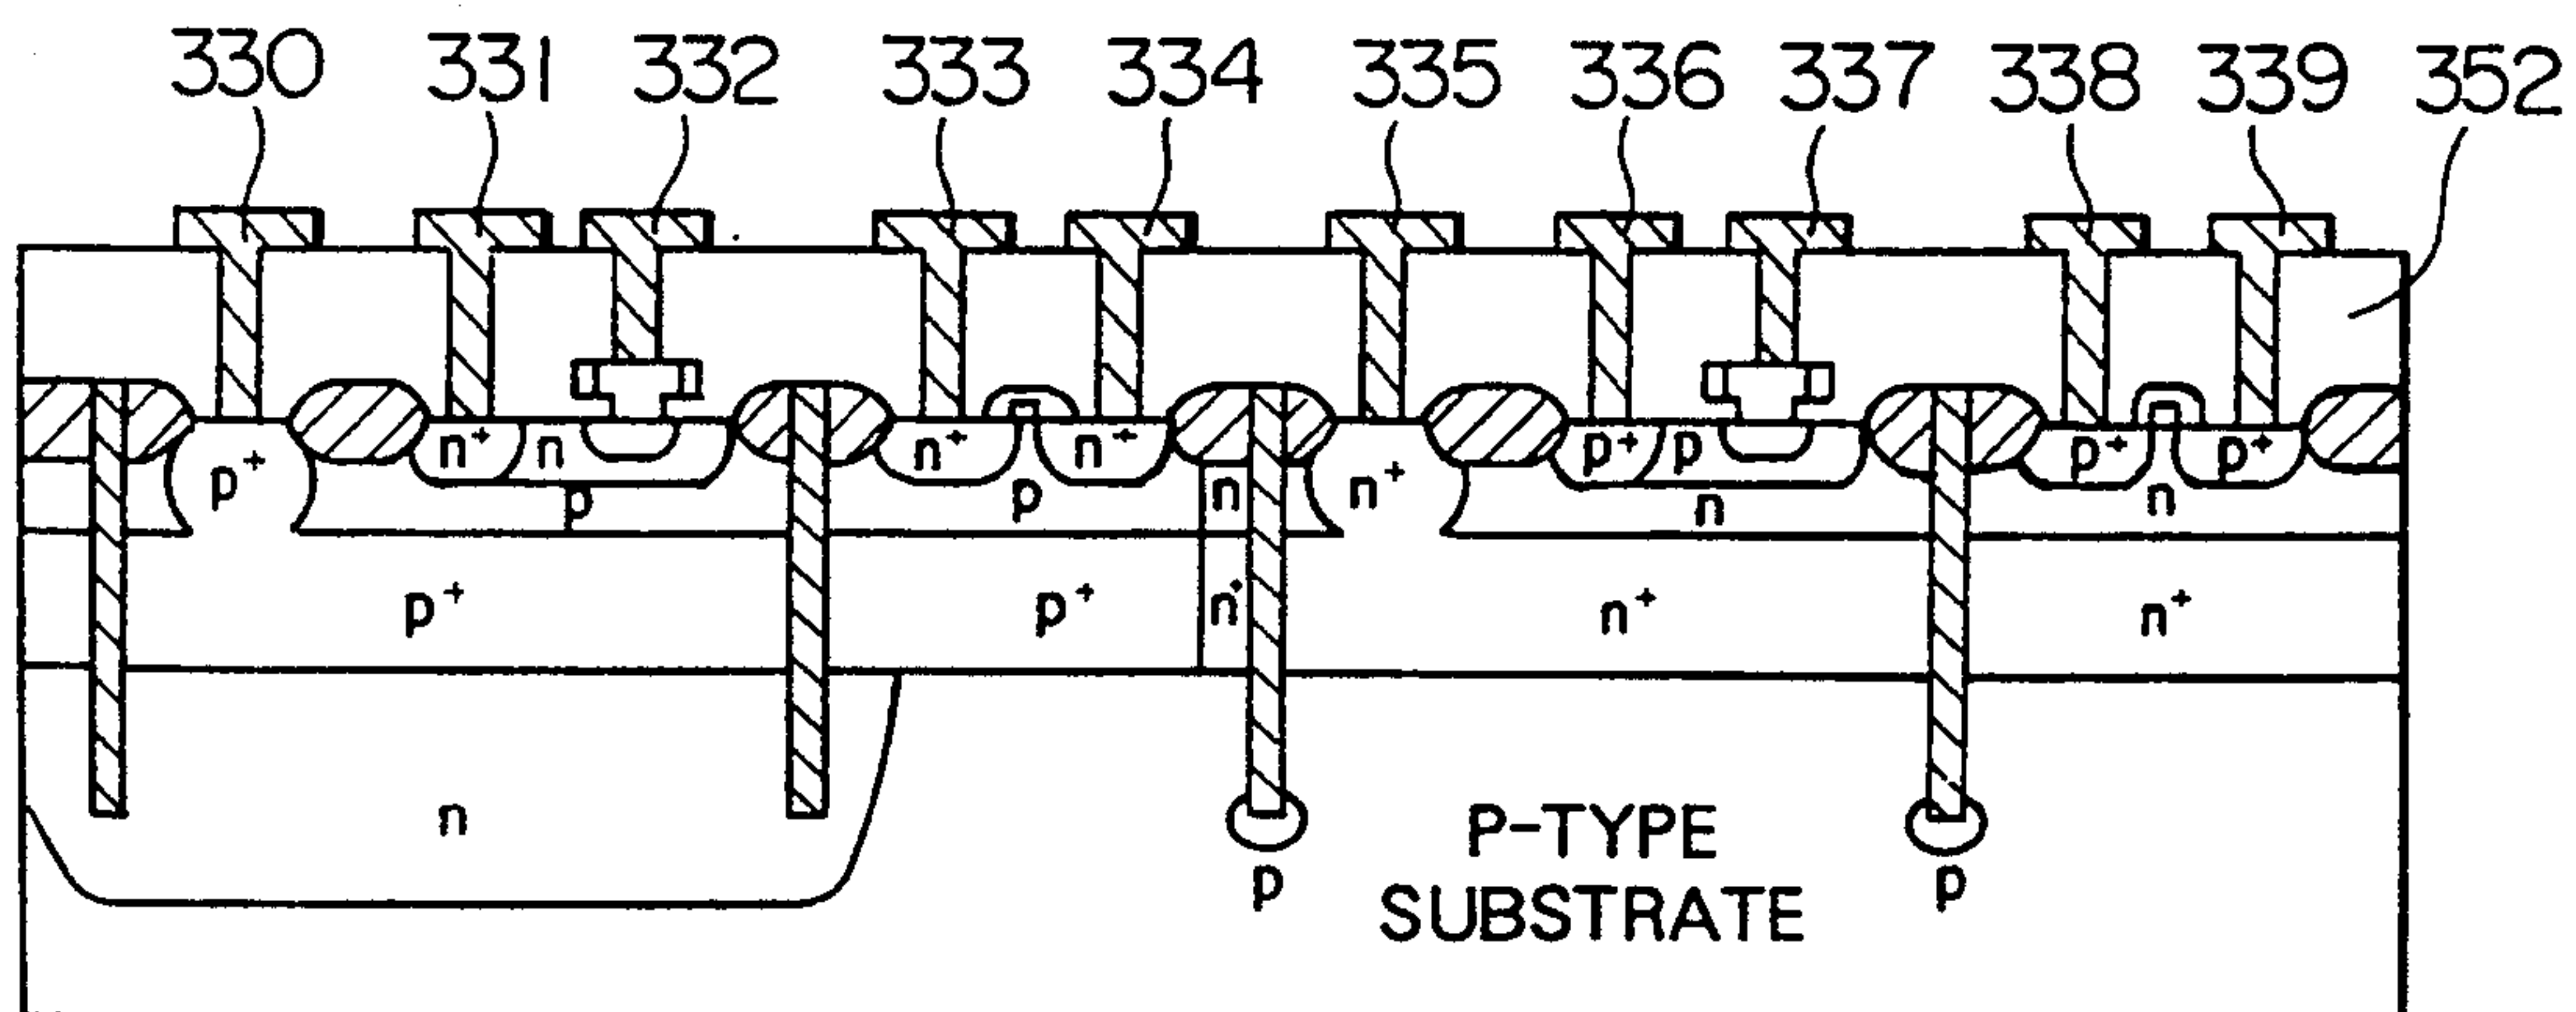 330 331 332 333 334 335 336 337 338 339 352
n+ n n+ n+ p+ p p+ p+
p+ p p n n+ n n
p+ p+ n+ n+ n+
n
P-TYPE
SUBSTRATE
p p